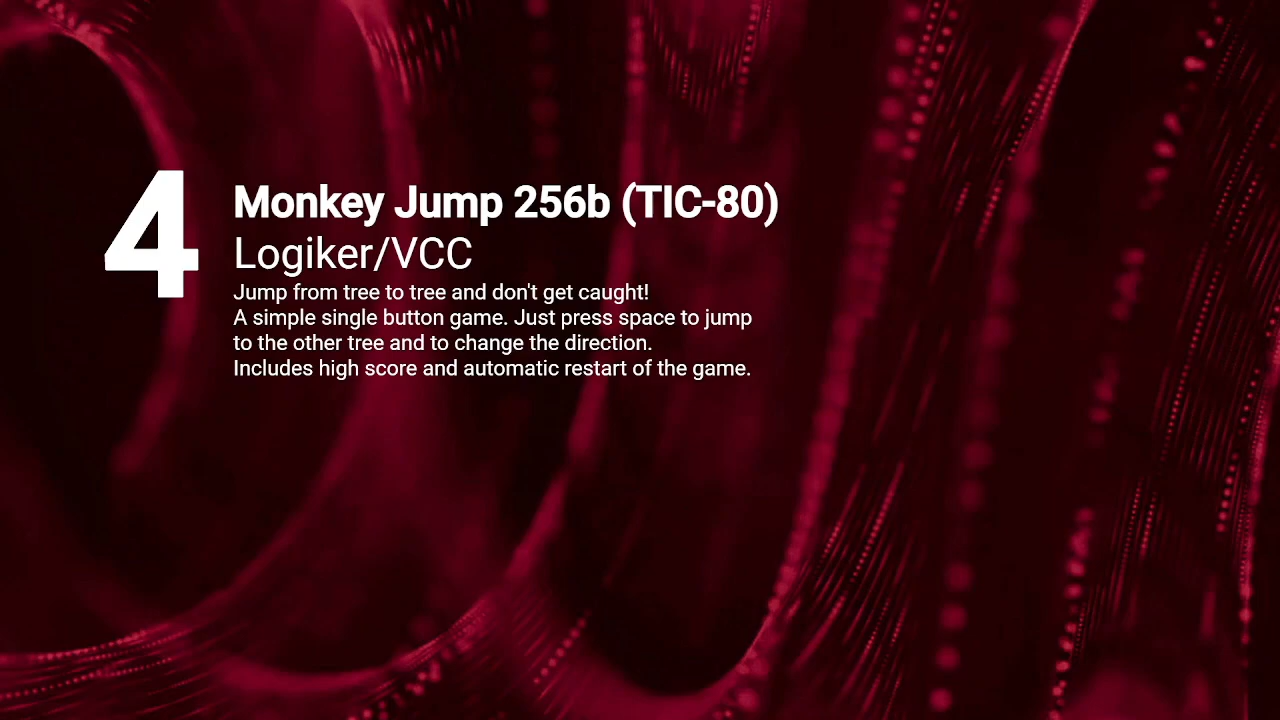 4
Monkey Jump 256b (TIC-80)
Logiker/VCC
Jump from tree to tree and don't get caught!
A simple single button game. Just press space to jump
to the other tree and to change the direction.
Includes high score and automatic restart of the game.